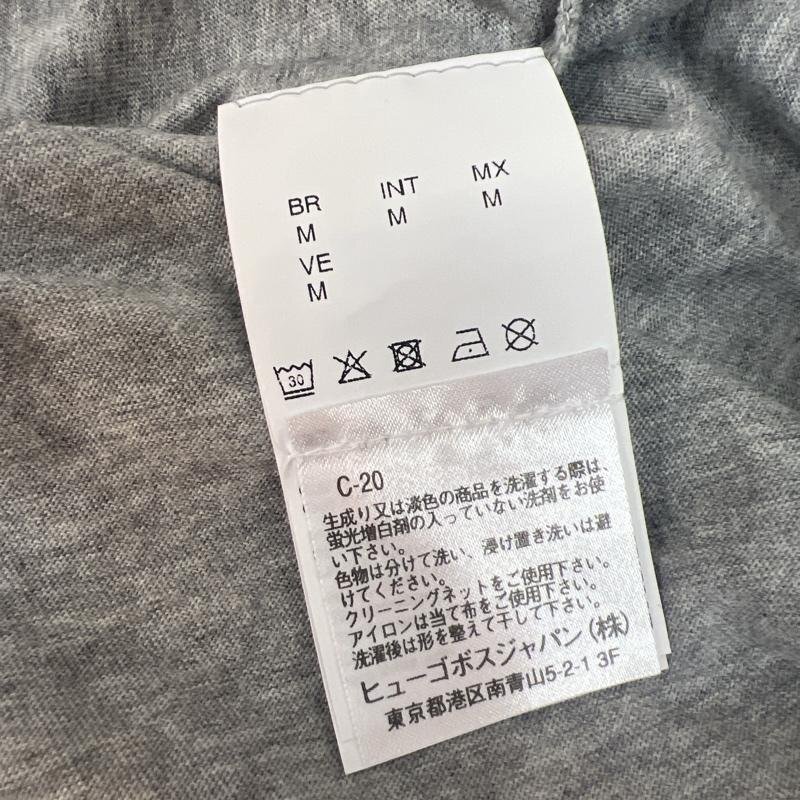 BR INT MX
M M M
VE
M
30
C-20
生成り又は淡色の商品を洗濯する際は、
蛍光増白剤の入っていない洗剤をお使
い下さい。
色物は分けて洗い、浸け置き洗いは避
けてください。
クリーニングネットをご使用下さい。
アイロンは当て布をご使用下さい。
洗濯後は形を整えて干して下さい。
ヒューゴボスジャパン(株)
東京都港区南青山5-2-1 3F